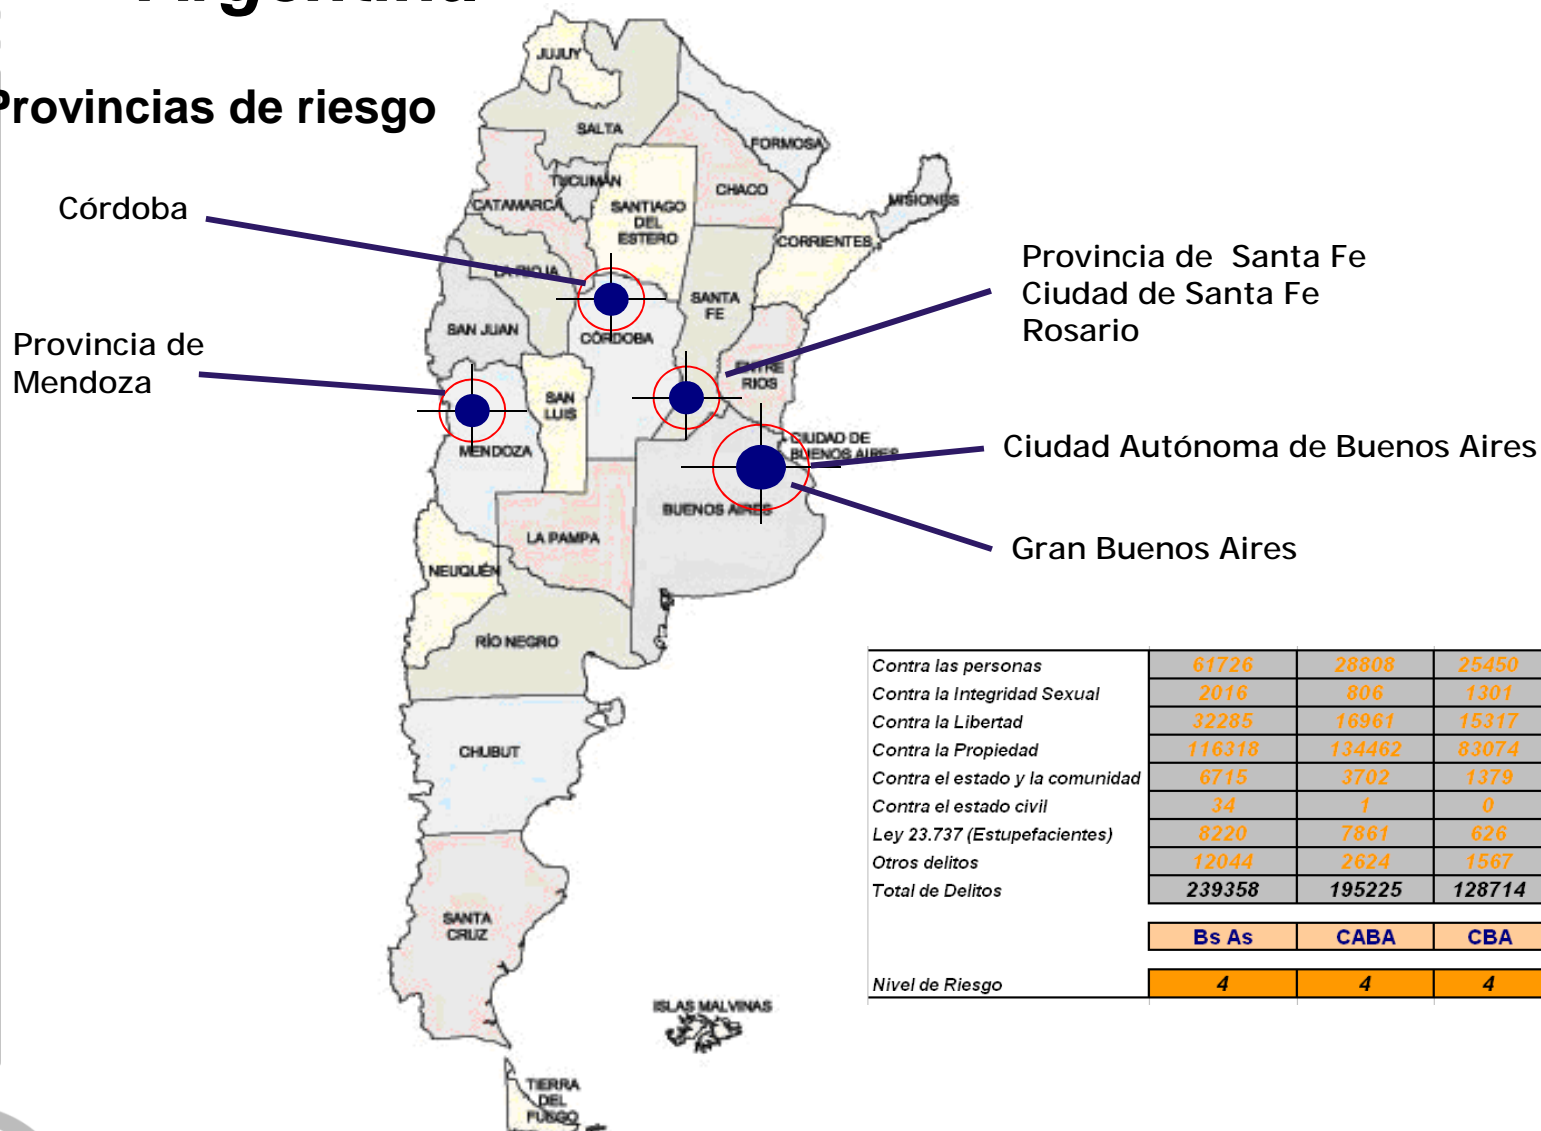 Argentina
Provincias de riesgo
Córdoba
Provincia de
Mendoza
Provincia de Santa Fe
Ciudad de Santa Fe
Rosario
Ciudad Autónoma de Buenos Aires
Gran Buenos Aires
JUJUY
SALTA
FORMOSA
TUCUMÁN
CHACO
CATAMARCA
SANTIAGO
DEL
ESTERO
MISIONES
CORRIENTES
LA RIOJA
SANTA
FE
SAN JUAN
CÓRDOBA
ENTRE
RIOS
SAN
LUIS
CIUDAD DE
BUENOS AIRES
MENDOZA
BUENOS AIRES
LA PAMPA
NEUQUÉN
RÍO NEGRO
CHUBUT
SANTA
CRUZ
ISLAS MALVINAS
TIERRA
DEL
FUEGO
Contra las personas 61726 28808 25450
Contra la Integridad Sexual 2016 806 1301
Contra la Libertad 32285 16961 15317
Contra la Propiedad 116318 134462 83074
Contra el estado y la comunidad 6715 3702 1379
Contra el estado civil 34 1 0
Ley 23.737 (Estupefacientes) 8220 7861 626
Otros delitos 12044 2624 1567
Total de Delitos 239358 195225 128714
Bs As CABA CBA
Nivel de Riesgo 4 4 4